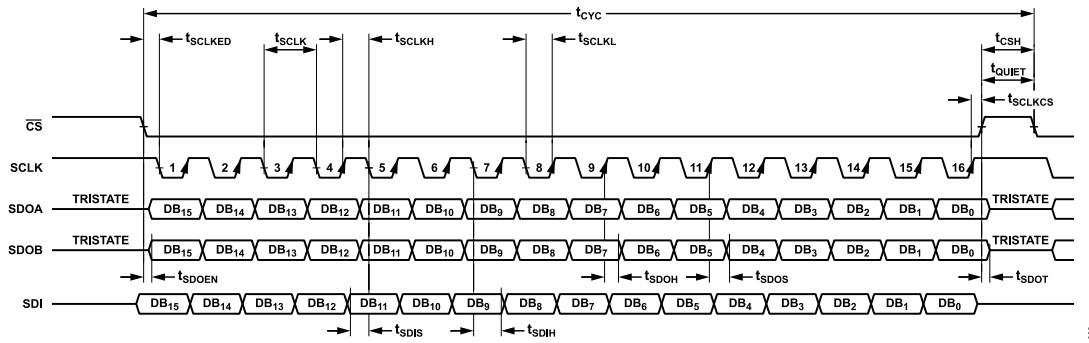 tCYC
tSCLKED tSCLK tSCLKH tSCLKL tCSH
tQUIET
tSCLKCS
CS
SCLK 1 2 3 4 5 6 7 8 9 10 11 12 13 14 15 16
TRISTATE TRISTATE
SDOA DB15 DB14 DB13 DB12 DB11 DB10 DB9 DB8 DB7 DB6 DB5 DB4 DB3 DB2 DB1 DB0
TRISTATE TRISTATE
SDOB DB15 DB14 DB13 DB12 DB11 DB10 DB9 DB8 DB7 DB6 DB5 DB4 DB3 DB2 DB1 DB0
tSDOEN tSDOH tSDOS tSDOT
SDI DB15 DB14 DB13 DB12 DB11 DB10 DB9 DB8 DB7 DB6 DB5 DB4 DB3 DB2 DB1 DB0
tSDIS tSDIH